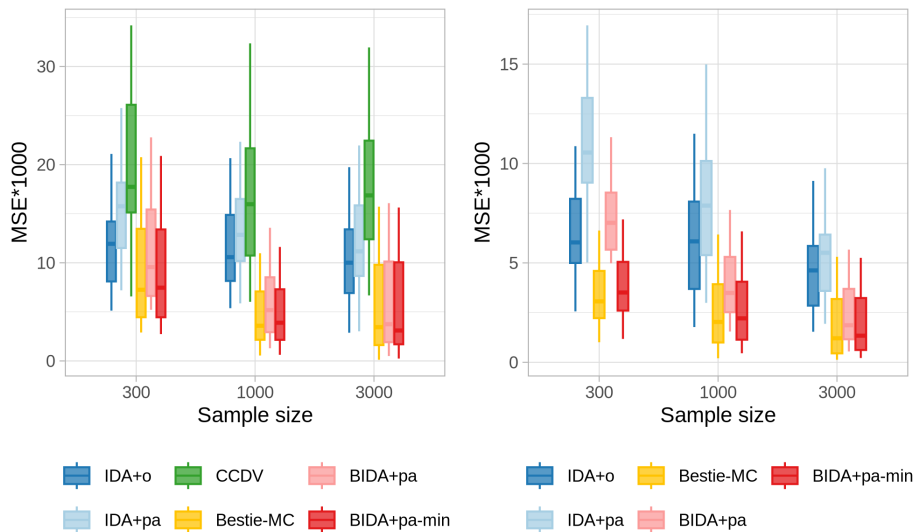 MSE*1000
30
20
10
0
300
1000
3000
Sample size
IDA+o
CCDV
BIDA+pa
IDA+pa
Bestie-MC
BIDA+pa-min
MSE*1000
15
10
5
0
300
1000
3000
Sample size
IDA+o
Bestie-MC
BIDA+pa-min
IDA+pa
BIDA+pa